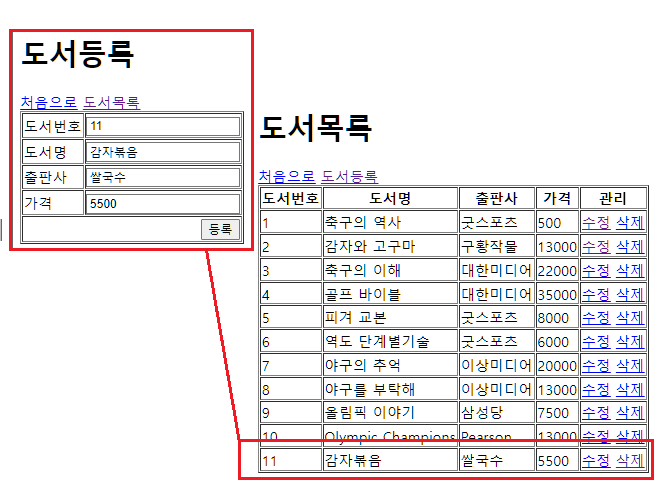 도서등록
처음으로 도서목록
도서번호 11
도서명 감자볶음
출판사 쌀국수
가격 5500
등록
도서목록
처음으로 도서등록
도서번호 도서명 출판사 가격 관리
1 축구의 역사 굿스포츠 500 수정 삭제
2 감자와 고구마 구황작물 13000 수정 삭제
3 축구의 이해 대한미디어 22000 수정 삭제
4 골프 바이블 대한미디어 35000 수정 삭제
5 피겨 교본 굿스포츠 8000 수정 삭제
6 역도 단계별기술 굿스포츠 6000 수정 삭제
7 야구의 추억 이상미디어 20000 수정 삭제
8 야구를 부탁해 이상미디어 13000 수정 삭제
9 올림픽 이야기 삼성당 7500 수정 삭제
10 Olympic Champions Pearson 13000 수정 삭제
11 감자볶음 쌀국수 5500 수정 삭제